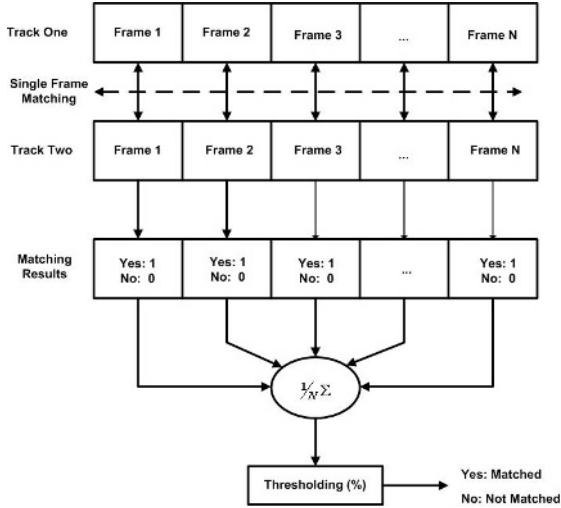 Track One
Frame 1
Frame 2
Frame 3
...
Frame N
Single Frame
Matching
Track Two
Frame 1
Frame 2
Frame 3
...
Frame N
Matching
Results
Yes: 1
No: 0
Yes: 1
No: 0
Yes: 1
No: 0
...
Yes: 1
No: 0
1/N Σ
Thresholding (%)
Yes: Matched
No: Not Matched